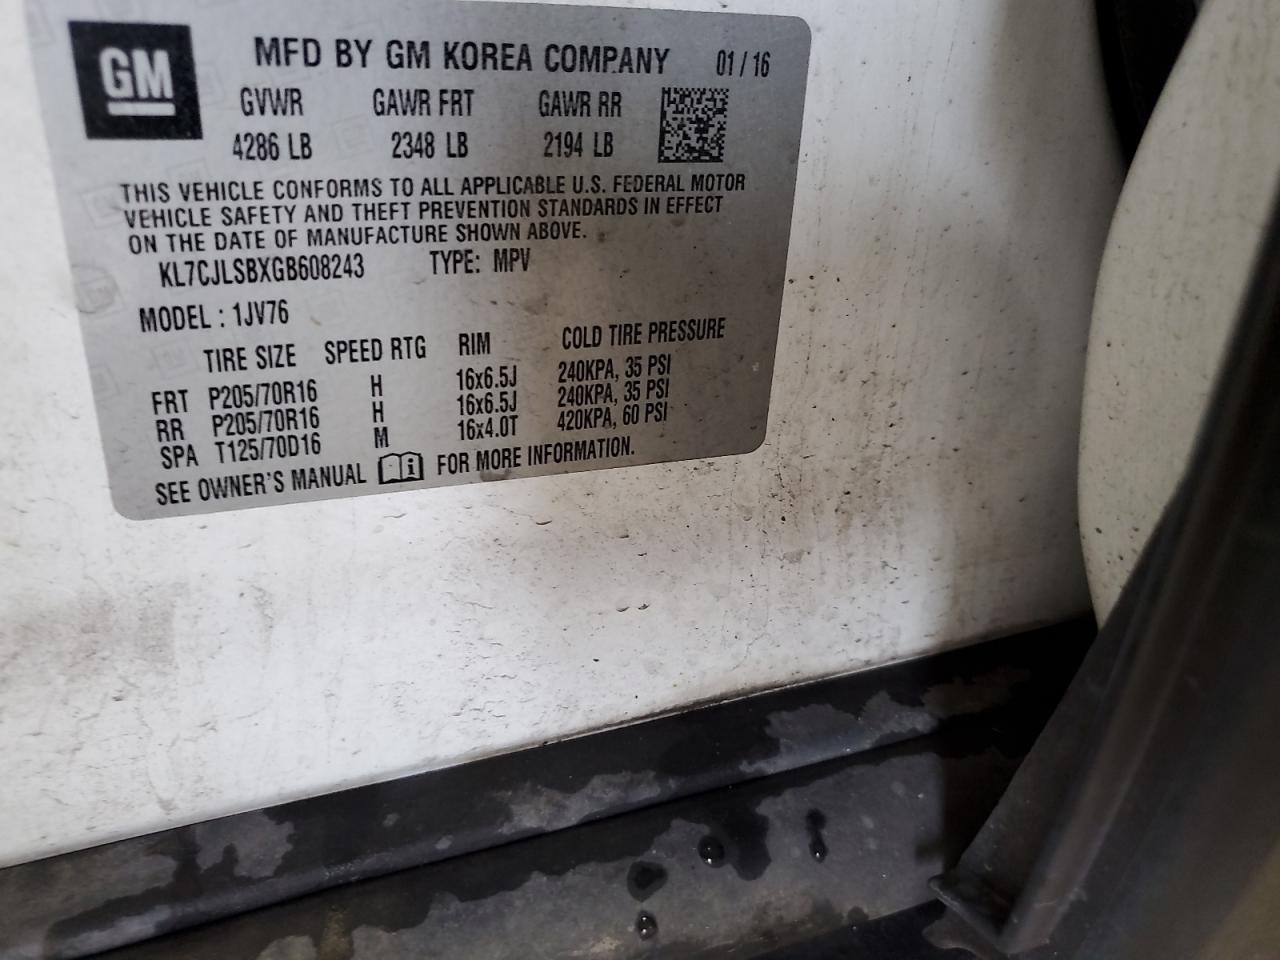 GM
MFD BY GM KOREA COMPANY 01 / 16
GVWR GAWR FRT GAWR RR
4286 LB 2348 LB 2194 LB
THIS VEHICLE CONFORMS TO ALL APPLICABLE U.S. FEDERAL MOTOR
VEHICLE SAFETY AND THEFT PREVENTION STANDARDS IN EFFECT
ON THE DATE OF MANUFACTURE SHOWN ABOVE.
KL7CJLSBXGB608243 TYPE: MPV
MODEL : 1JV76
TIRE SIZE SPEED RTG RIM COLD TIRE PRESSURE
FRT P205/70R16 H 16x6.5J 240KPA, 35 PSI
RR P205/70R16 H 16x6.5J 240KPA, 35 PSI
SPA T125/70D16 M 16x4.0T 420KPA, 60 PSI
SEE OWNER'S MANUAL i FOR MORE INFORMATION.